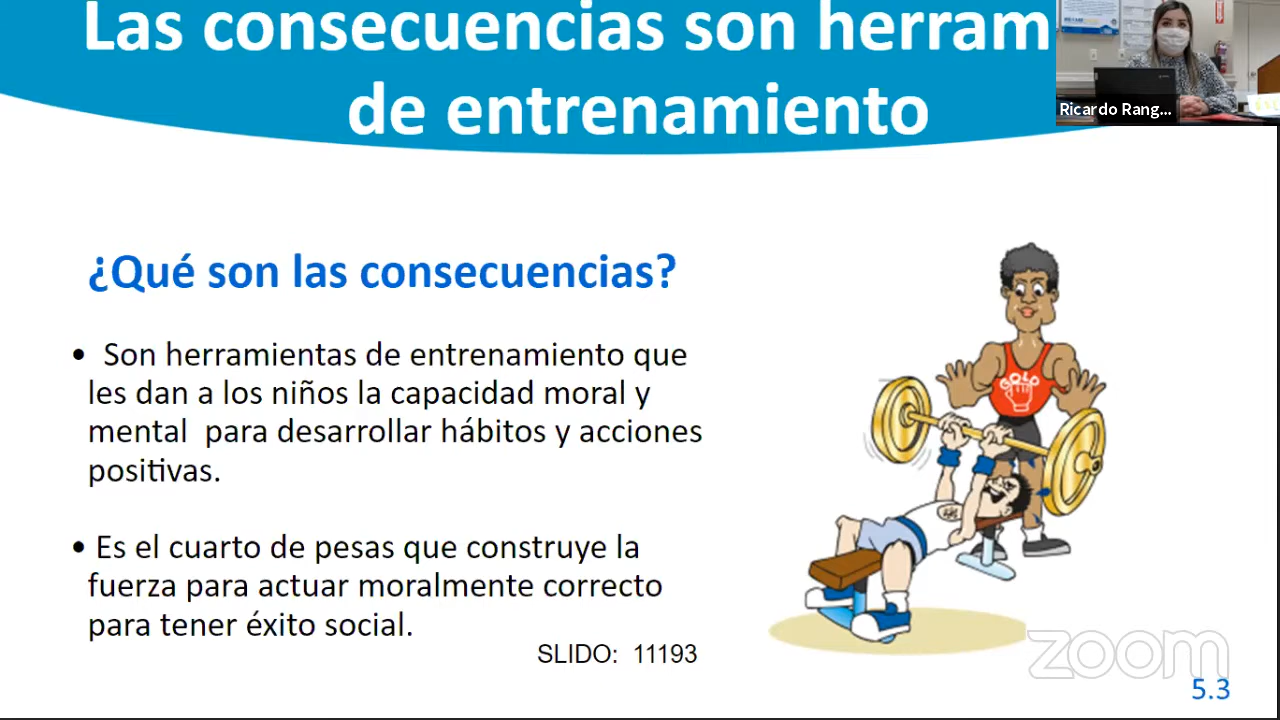 Las consecuencias son herram
de entrenamiento
Ricardo Rang...
¿Qué son las consecuencias?
• Son herramientas de entrenamiento que
les dan a los niños la capacidad moral y
mental para desarrollar hábitos y acciones
positivas.
• Es el cuarto de pesas que construye la
fuerza para actuar moralmente correcto
para tener éxito social.
SLIDO: 11193
GOLD
zoom
5.3